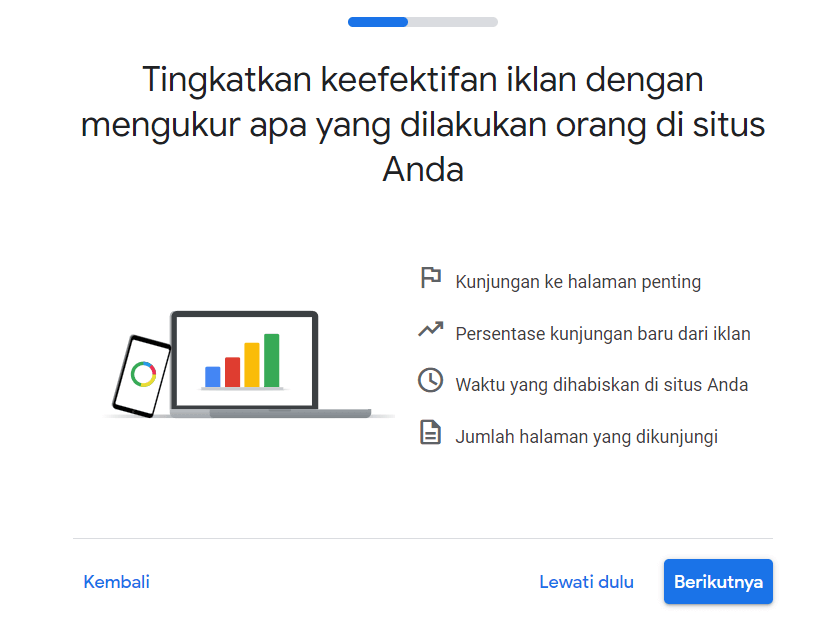 Tingkatkan keefektifan iklan dengan
mengukur apa yang dilakukan orang di situs
Anda
Kunjungan ke halaman penting
Persentase kunjungan baru dari iklan
Waktu yang dihabiskan di situs Anda
Jumlah halaman yang dikunjungi
Kembali
Lewati dulu
Berikutnya